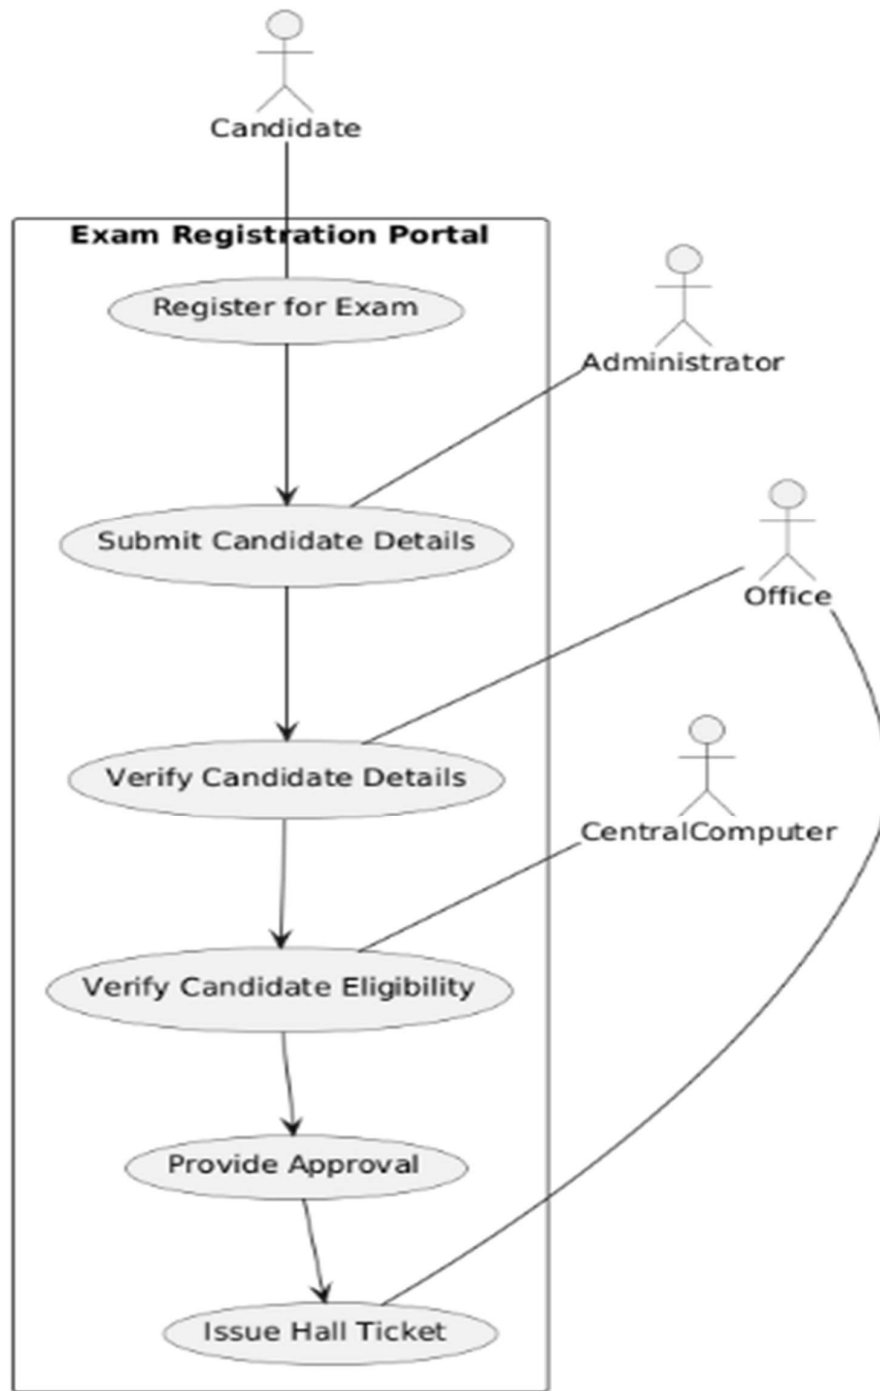 Candidate
Exam Registration Portal
Register for Exam
Administrator
Submit Candidate Details
Office
Verify Candidate Details
CentralComputer
Verify Candidate Eligibility
Provide Approval
Issue Hall Ticket